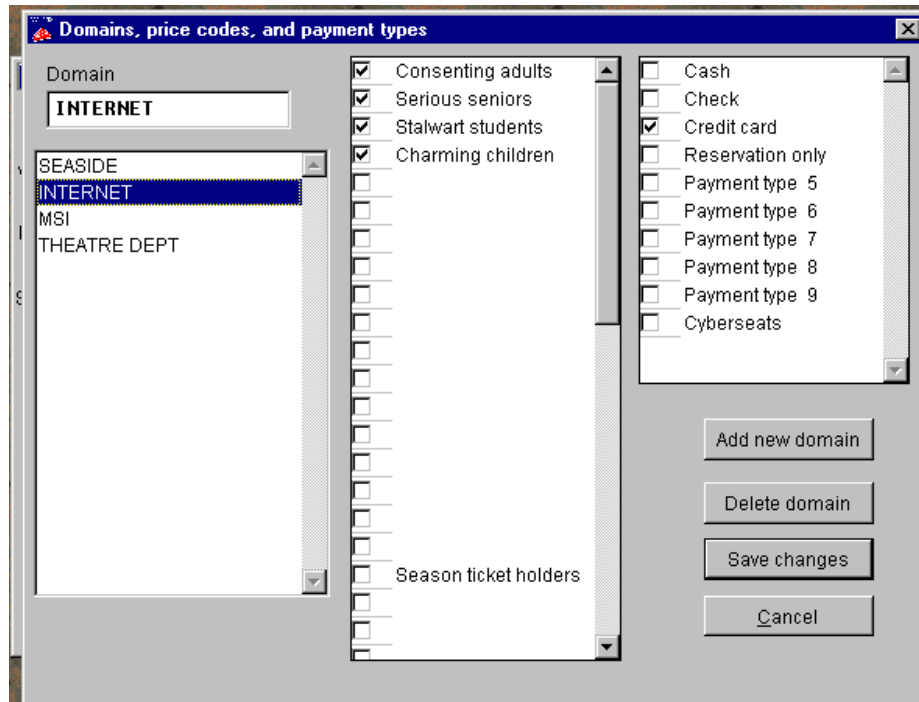 Domains, price codes, and payment types
Domain
INTERNET
SEASIDE
INTERNET
MSI
THEATRE DEPT
Consenting adults
Serious seniors
Stalwart students
Charming children
Season ticket holders
Cash
Check
Credit card
Reservation only
Payment type 5
Payment type 6
Payment type 7
Payment type 8
Payment type 9
Cyberseats
Add new domain
Delete domain
Save changes
Cancel